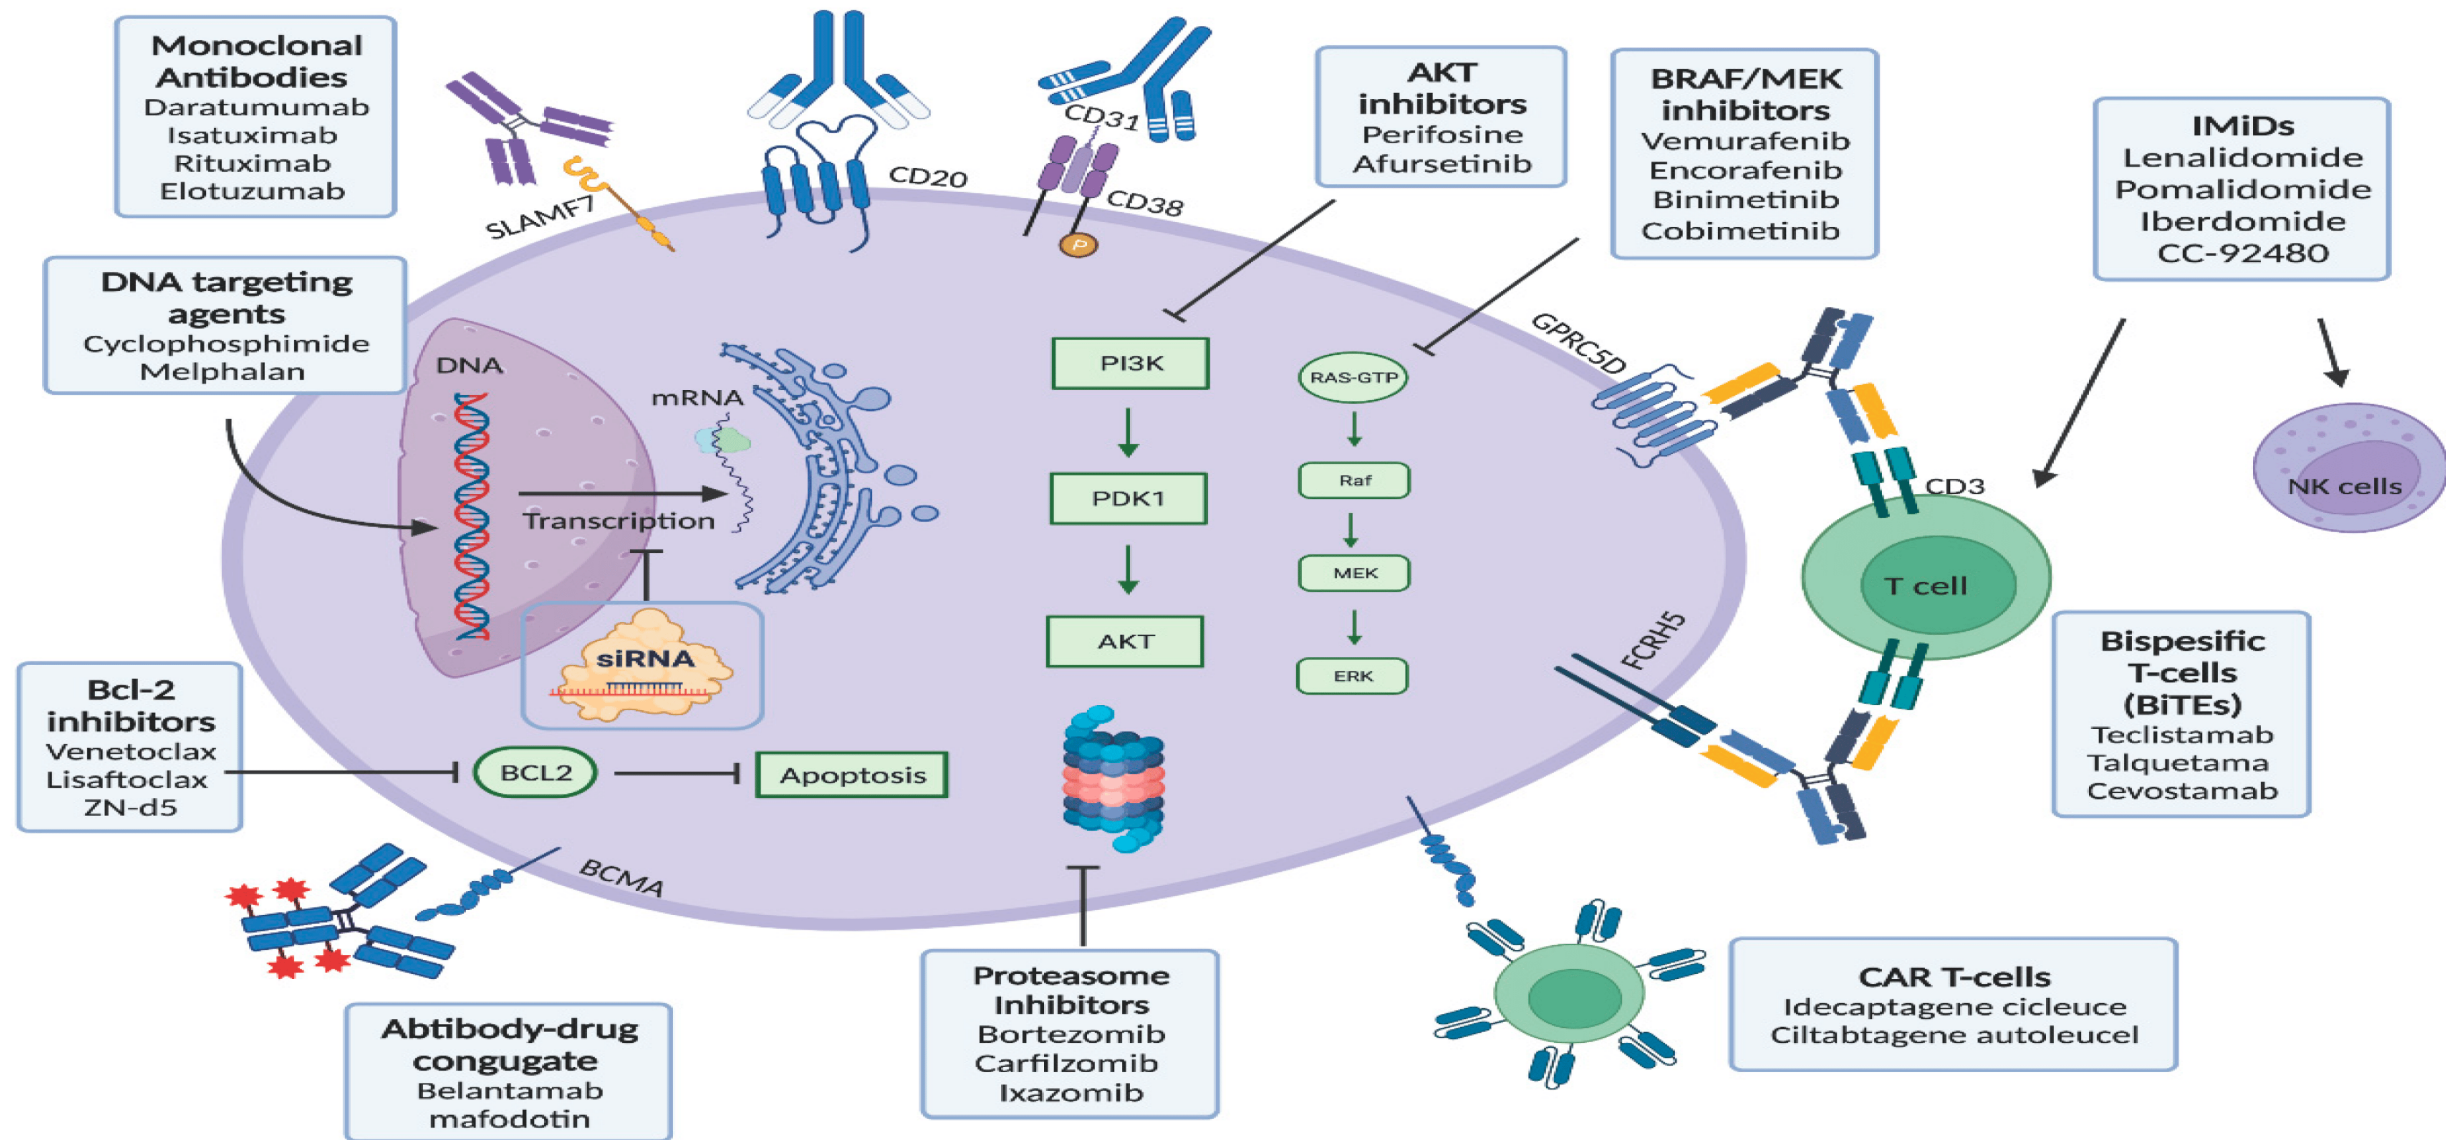 Monoclonal
Antibodies
Daratumumab
Isatuximab
Rituximab
Elotuzumab
SLAMF7
CD20
CD31
CD38
P
AKT
inhibitors
Perifosine
Afursetinib
BRAF/MEK
inhibitors
Vemurafenib
Encorafenib
Binimetinib
Cobimetinib
IMiDs
Lenalidomide
Pomalidomide
Iberdomide
CC-92480
DNA targeting
agents
Cyclophosphimide
Melphalan
DNA
mRNA
Transcription
siRNA
PI3K
PDK1
AKT
RAS-GTP
Raf
MEK
ERK
GPRC5D
CD3
T cell
NK cells
FCRH5
Bispesific
T-cells
(BiTEs)
Teclistamab
Talquetama
Cevostamab
Bcl-2
inhibitors
Venetoclax
Lisaftoclax
ZN-d5
BCL2
Apoptosis
BCMA
Abtibody-drug
congugate
Belantamab
mafodotin
Proteasome
Inhibitors
Bortezomib
Carfilzomib
Ixazomib
CAR T-cells
Idecaptagene cicleuce
Ciltabtagene autoleucel